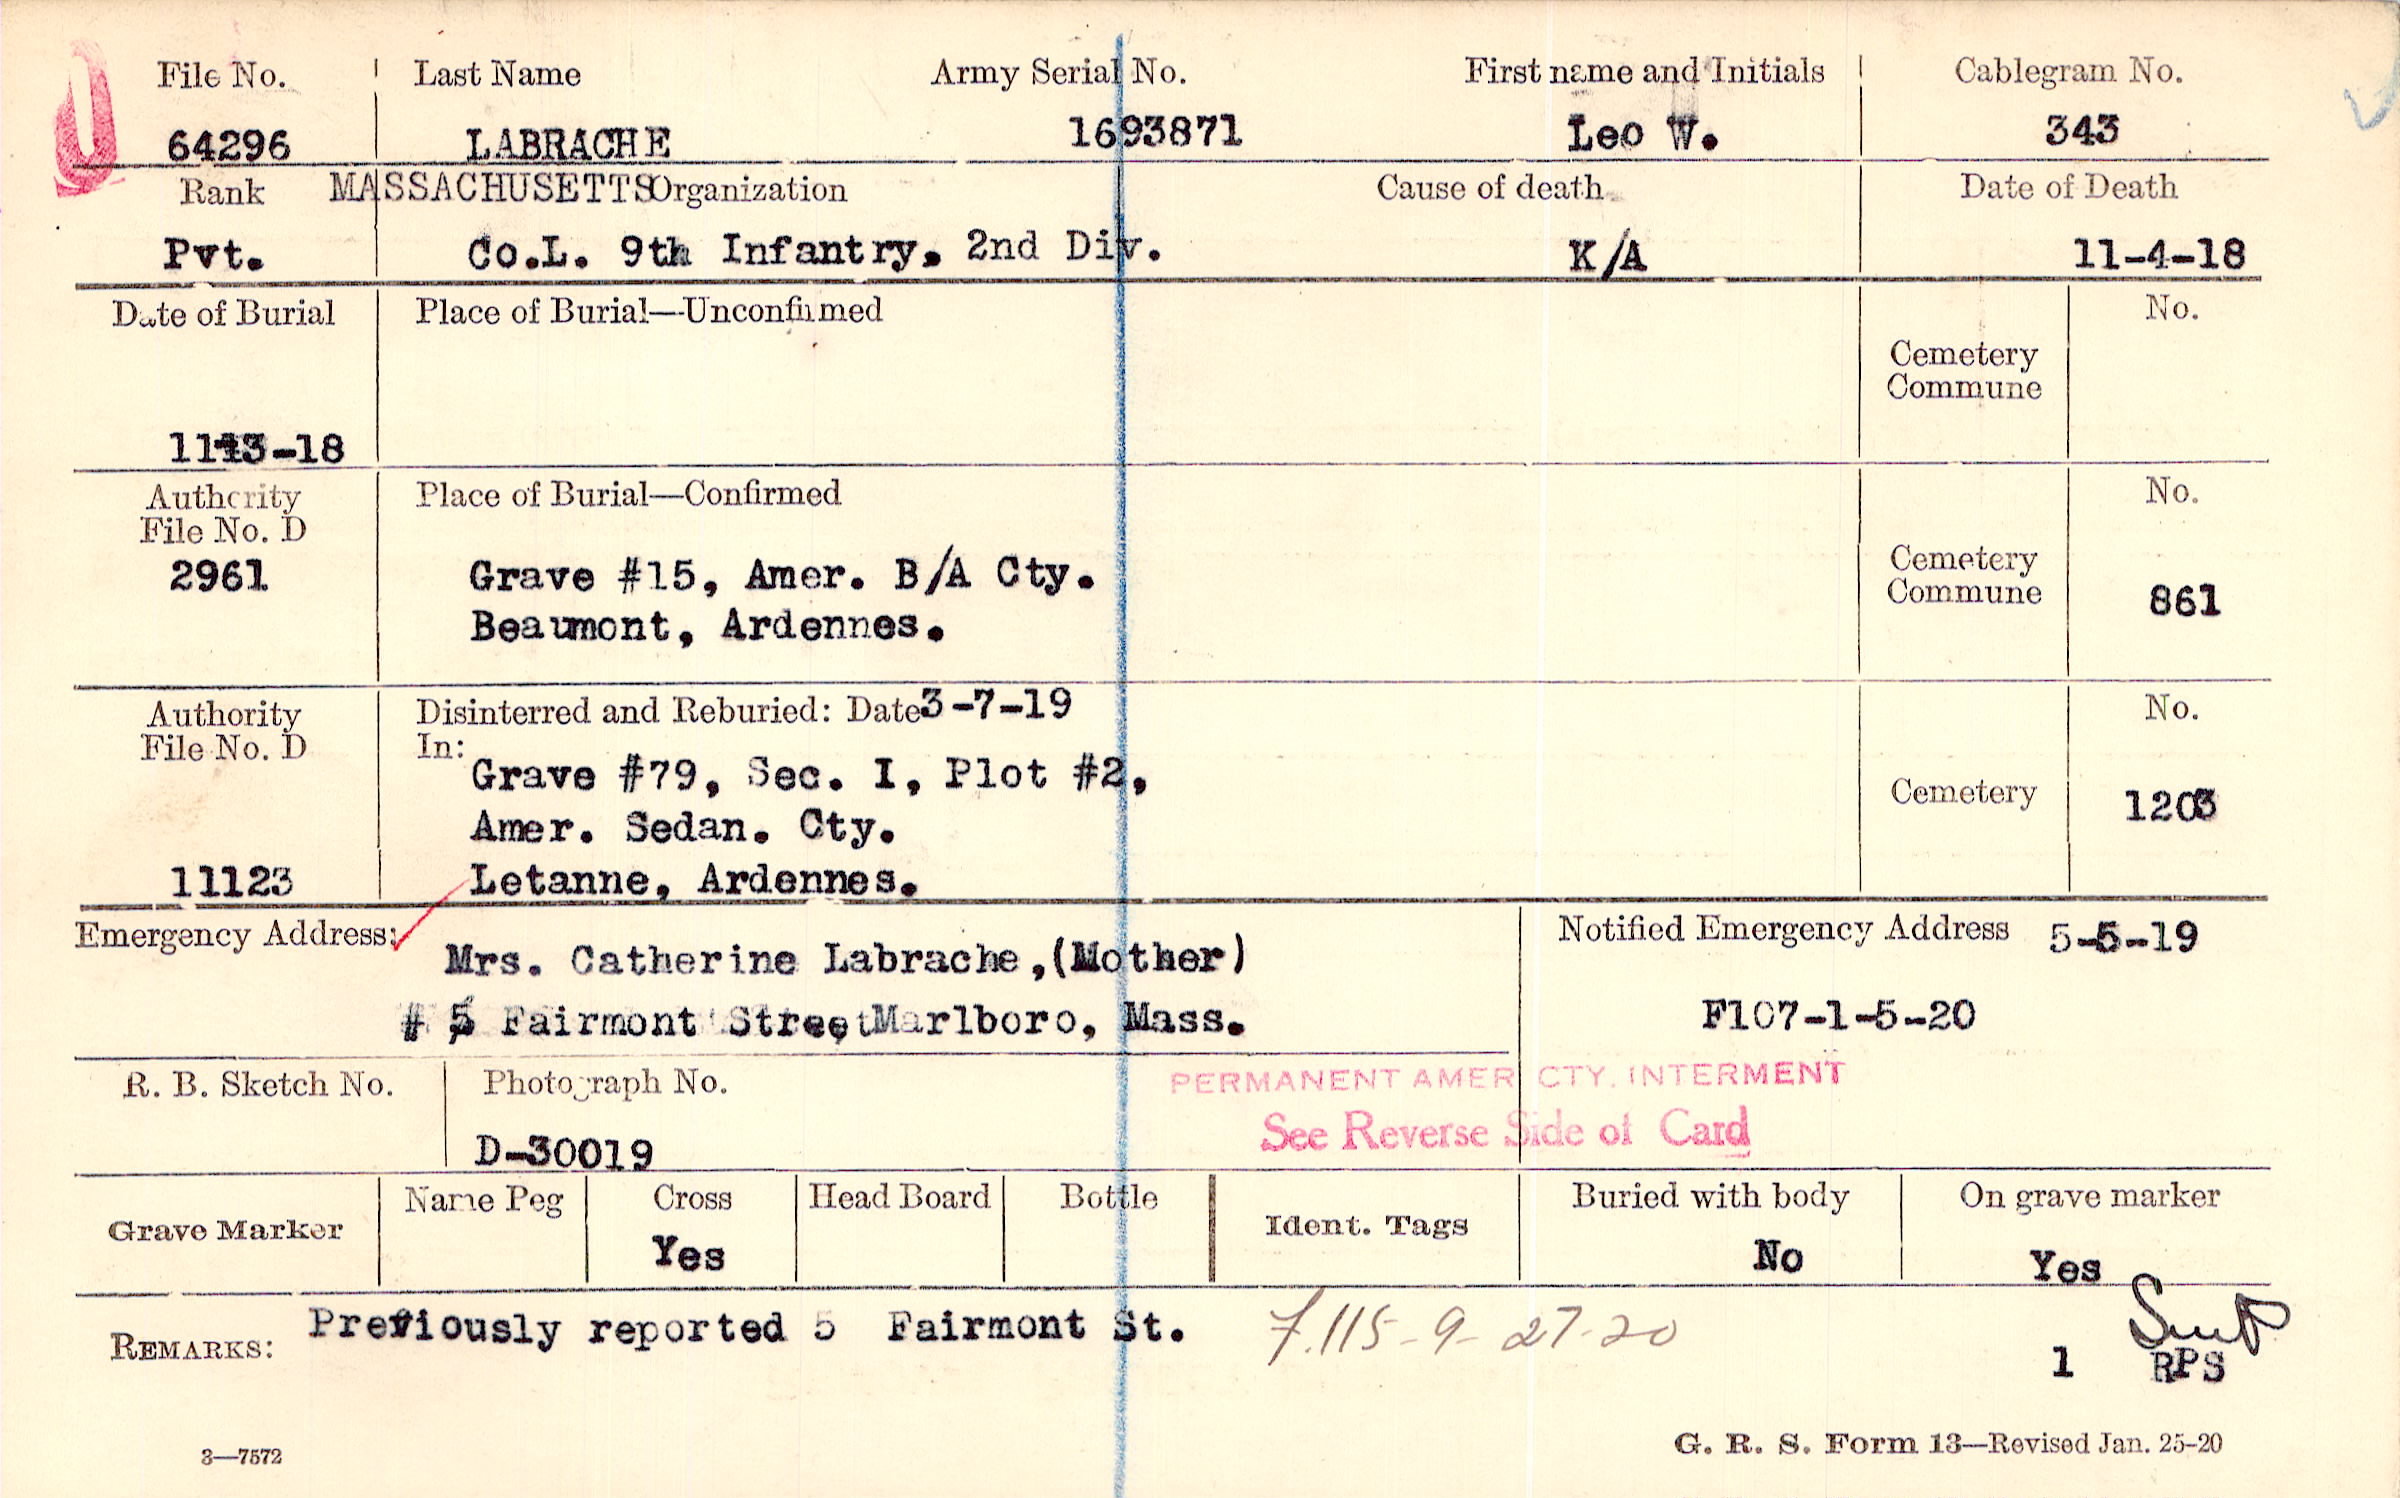 File No. Last Name Army Serial No. First name and Initials Cablegram No.
64296 LABRACHE 1693871 Leo W. 343
Rank MASSACHUSETTS Organization Cause of death Date of Death
Pvt. Co.L. 9th Infantry. 2nd Div. K/A 11-4-18
Date of Burial Place of Burial—Unconfirmed No.
Cemetery
Commune
-18
Authority Place of Burial—Confirmed No.
File No. D
2961 Grave #15, Amer. B/A Cty. Cemetery
Beaumont, Ardennes. Commune 861
Authority Disinterred and Reburied: Date 3-7-19 No.
File No. D In:
Grave #79, Sec. I, Plot #2,
Amer. Sedan. Cty. Cemetery 1203
11123 Letanne, Ardennes.
Emergency Address: Notified Emergency Address 5-5-19
Mrs. Catherine Labrache,(Mother)
# 5 Fairmont Street, Marlboro, Mass. F107-1-5-20
R. B. Sketch No. Photograph No. PERMANENT AMER CTY. INTERMENT
See Reverse Side of Card
D-30019
Grave Marker Name Peg Cross Head Board Bottle Ident. Tags Buried with body On grave marker
Yes No Yes
REMARKS: Previously reported 5 Fairmont St. F.115-9-27-20
1 RPS
3—7572 G. R. S. Form 13—Revised Jan. 25-20